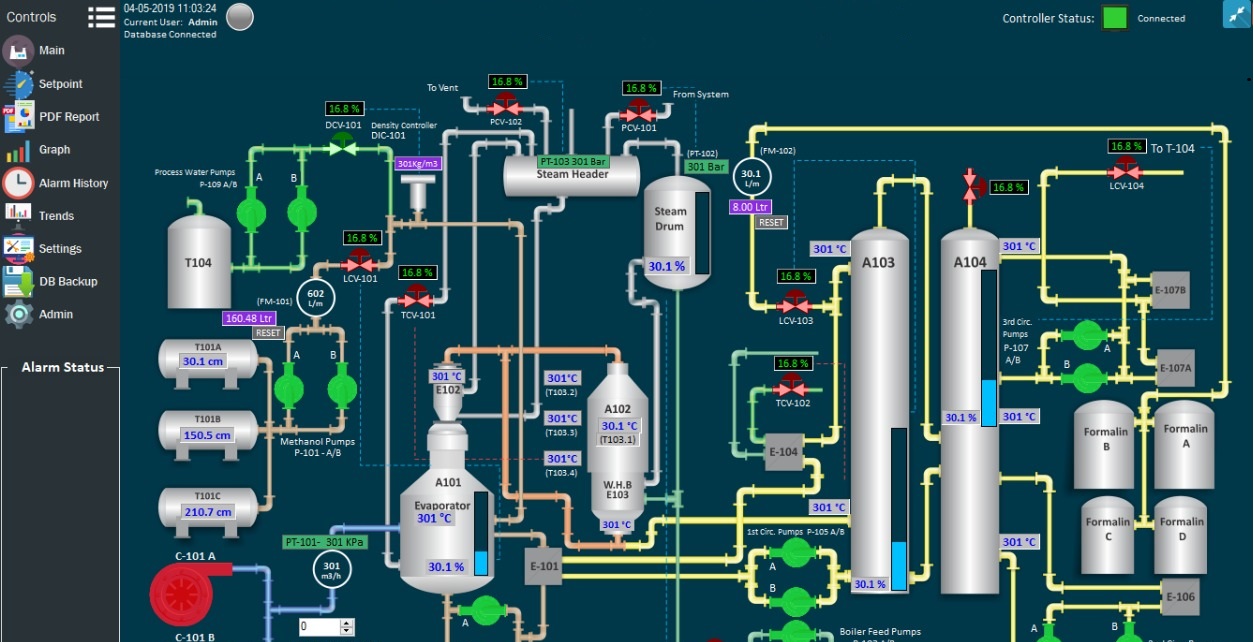 Controls
04-05-2019 11:03:24
Current User: Admin
Database Connected
Controller Status:
Connected
Main
Setpoint
PDF Report
Graph
Alarm History
Trends
Settings
DB Backup
Admin
Alarm Status
To Vent
16.8 %
PCV-102
16.8 %
PCV-101
From System
16.8 %
DCV-101
Density Controller
DIC-101
301Kg/m3
Process Water Pumps
P-109 A/B
A
B
T104
PT-103 301 Bar
Steam Header
(PT-102)
301 Bar
Steam
Drum
30.1 %
(FM-102)
30.1
L/m
8.00 Ltr
RESET
16.8 %
To T-104
LCV-104
16.8 %
16.8 %
LCV-101
16.8 %
TCV-101
(FM-101)
602
L/m
160.48 Ltr
RESET
301 °C
A103
A104
301 °C
16.8 %
LCV-103
E-107B
3rd Circ.
Pumps
P-107
A/B
A
B
E-107A
T101A
30.1 cm
A
B
T101B
150.5 cm
Methanol Pumps
P-101 - A/B
T101C
210.7 cm
301 °C
E102
301°C
(T103.2)
301°C
(T103.3)
301°C
(T103.4)
A102
30.1 °C
(T103.1)
W.H.B
E103
301 °C
16.8 %
TCV-102
E-104
30.1 %
301 °C
Formalin
B
Formalin
A
Formalin
C
Formalin
D
A101
Evaporator
301 °C
30.1 %
301 °C
1st Circ. Pumps P-105 A/B
A
B
30.1 %
301 °C
PT-101- 301 KPa
301
m3/h
C-101 A
C-101 B
0
E-101
A
Boiler Feed Pumps
E-106
A
B